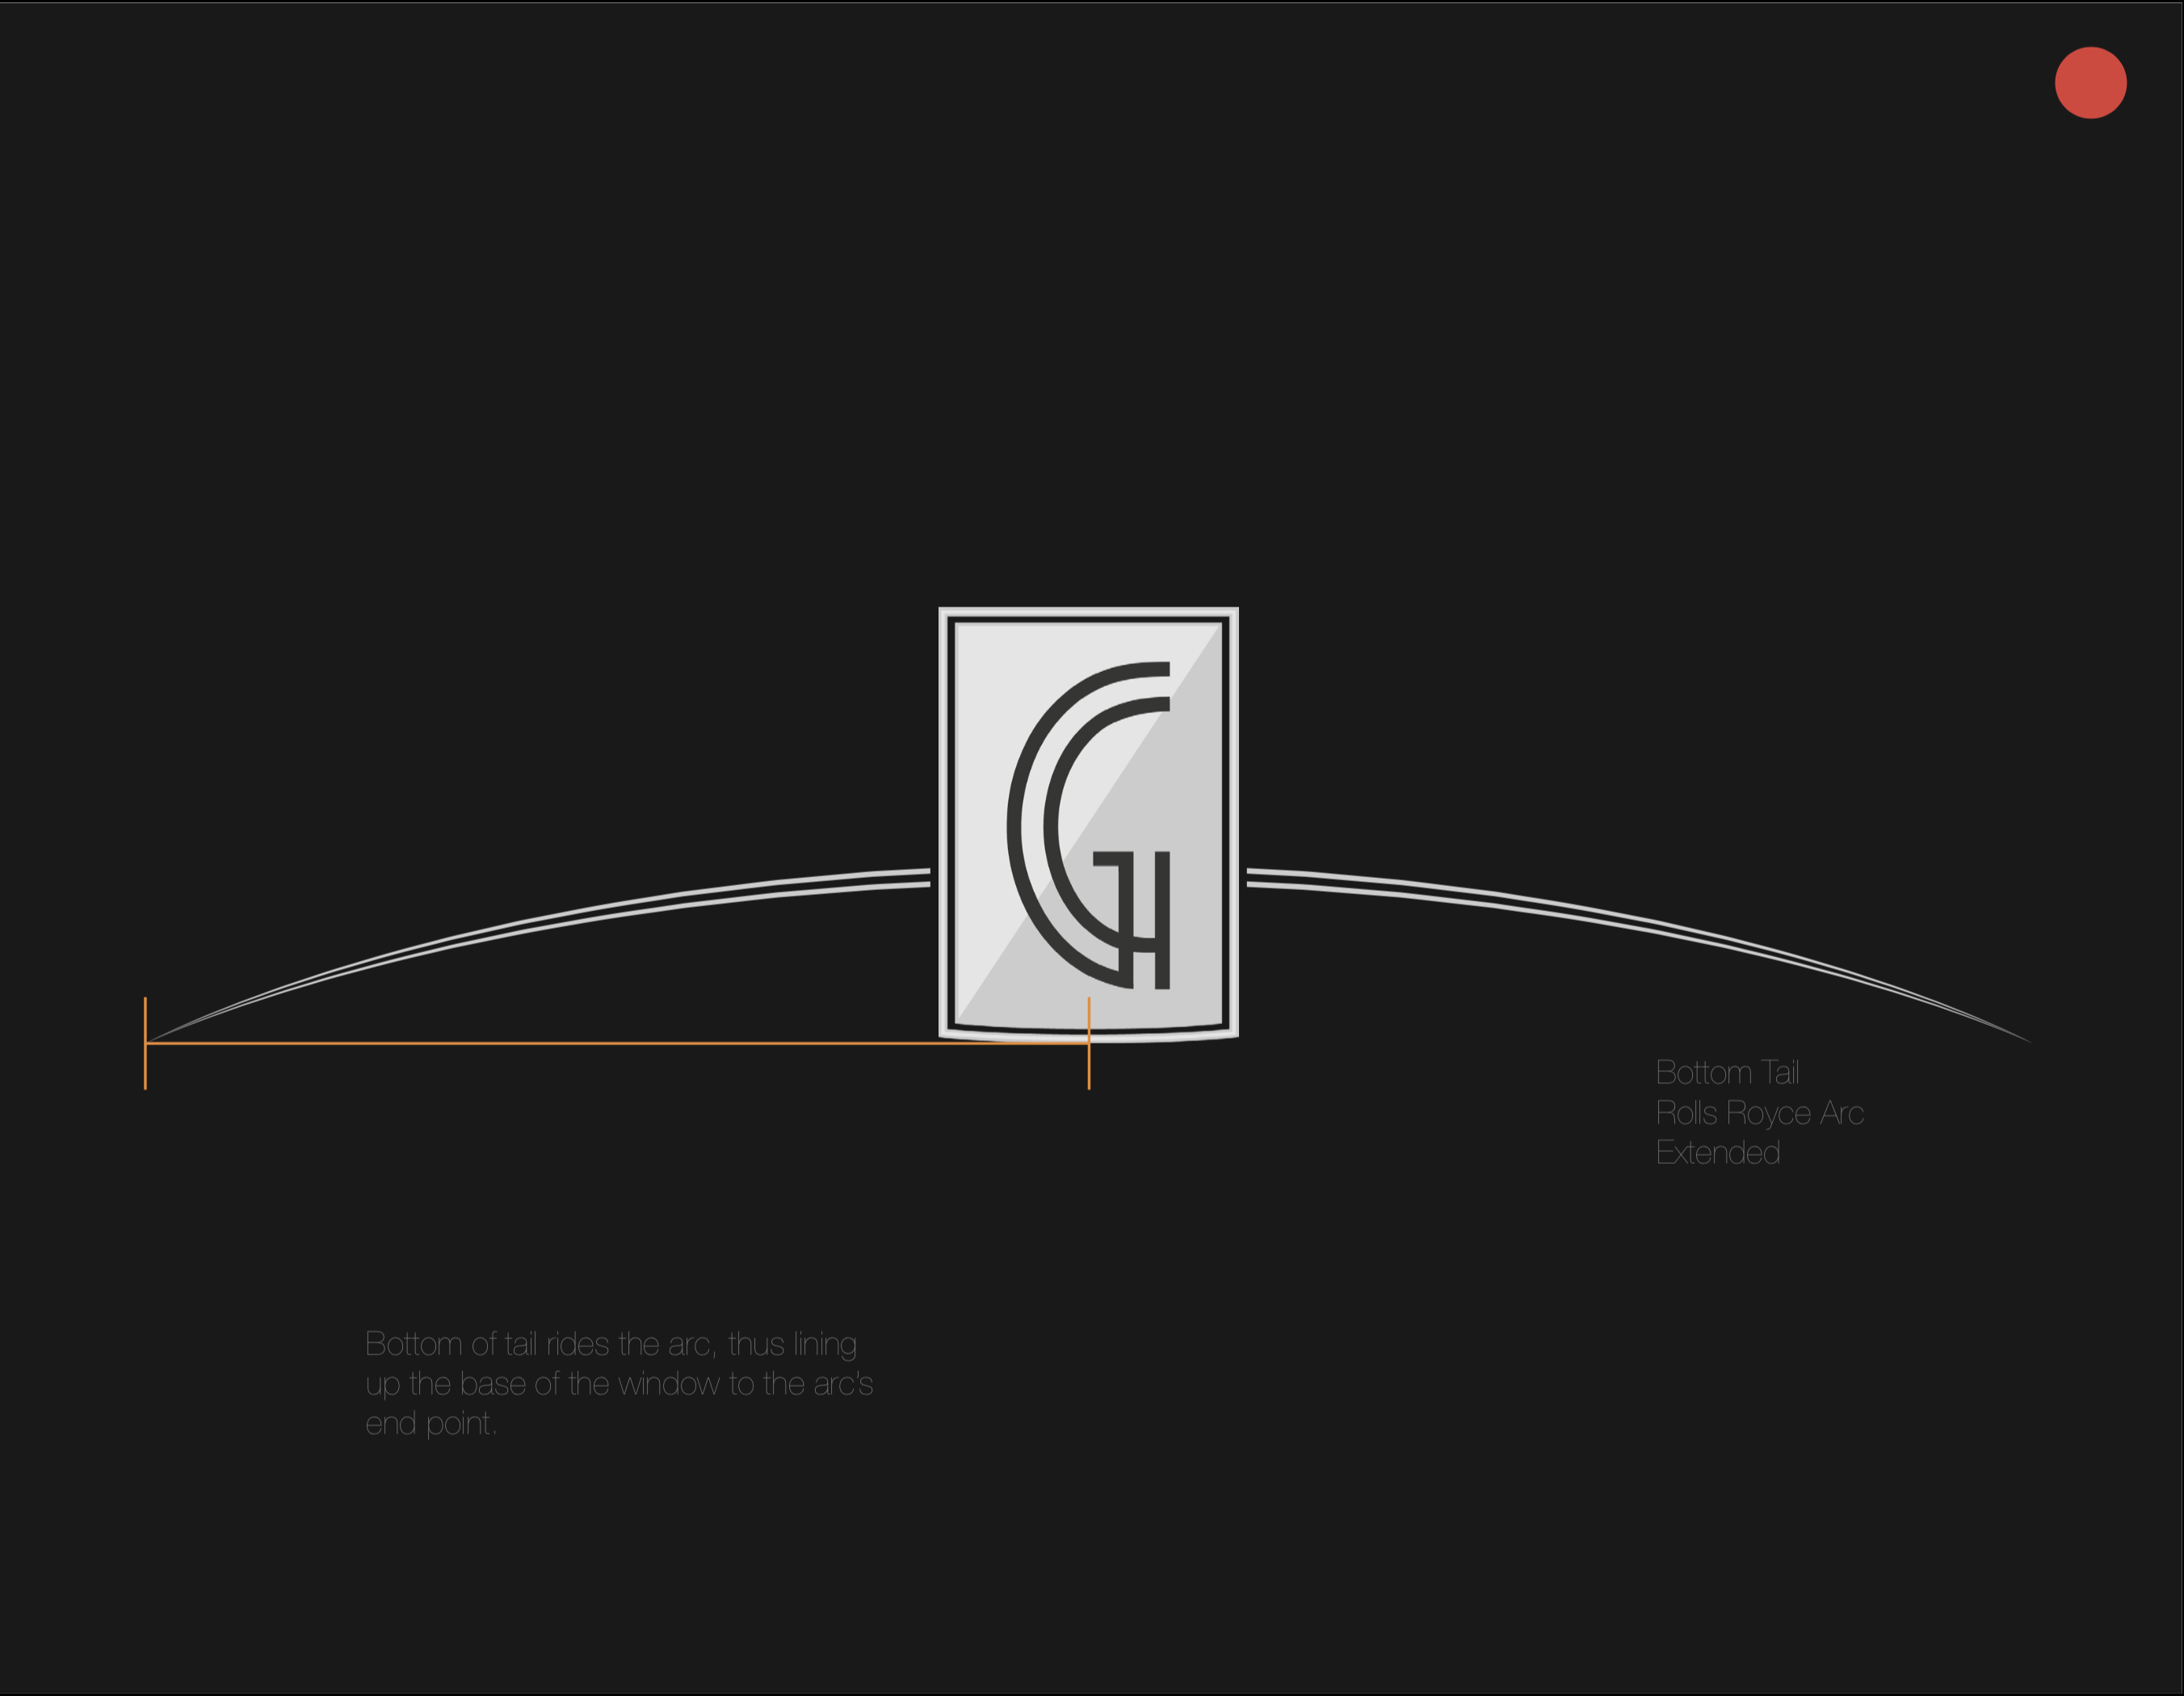 CGH
Bottom Tail
Rolls Royce Arc
Extended
Bottom of tail rides the arc, thus lining
up the base of the window to the arc's
end point.